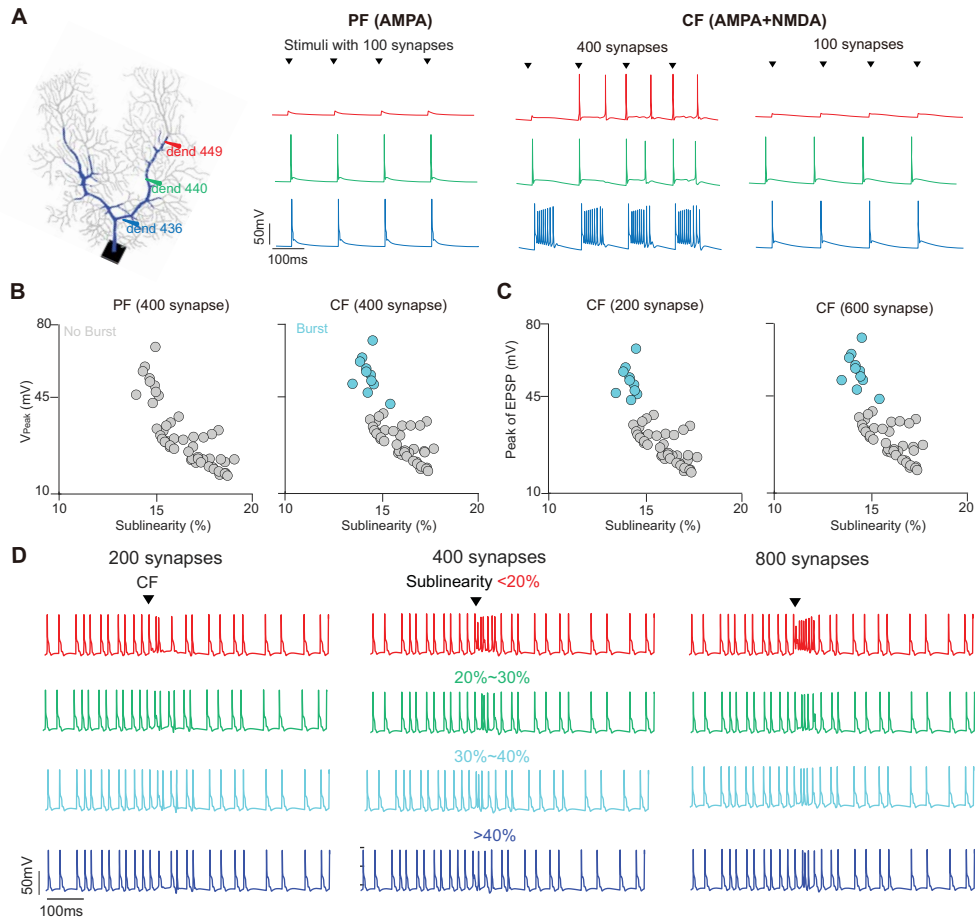 A
PF (AMPA)
CF (AMPA+NMDA)
Stimuli with 100 synapses
400 synapses
100 synapses
dend 449
dend 440
dend 436
50mV
100ms
B
PF (400 synapse)
CF (400 synapse)
C
CF (200 synapse)
CF (600 synapse)
80
No Burst
Burst
80
45
45
VPeak (mV)
Peak of EPSP (mV)
10
10
10
15
20
10
15
20
10
15
20
10
15
20
Sublinearity (%)
Sublinearity (%)
Sublinearity (%)
Sublinearity (%)
D
200 synapses
400 synapses
800 synapses
CF
Sublinearity <20%
20%~30%
30%~40%
>40%
50mV
100ms